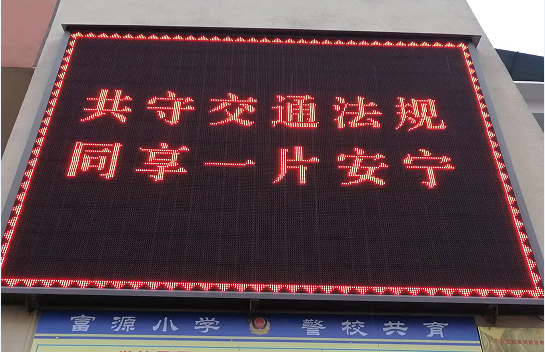 共守交通法规
同享一片安宁
富源小学 警校共育